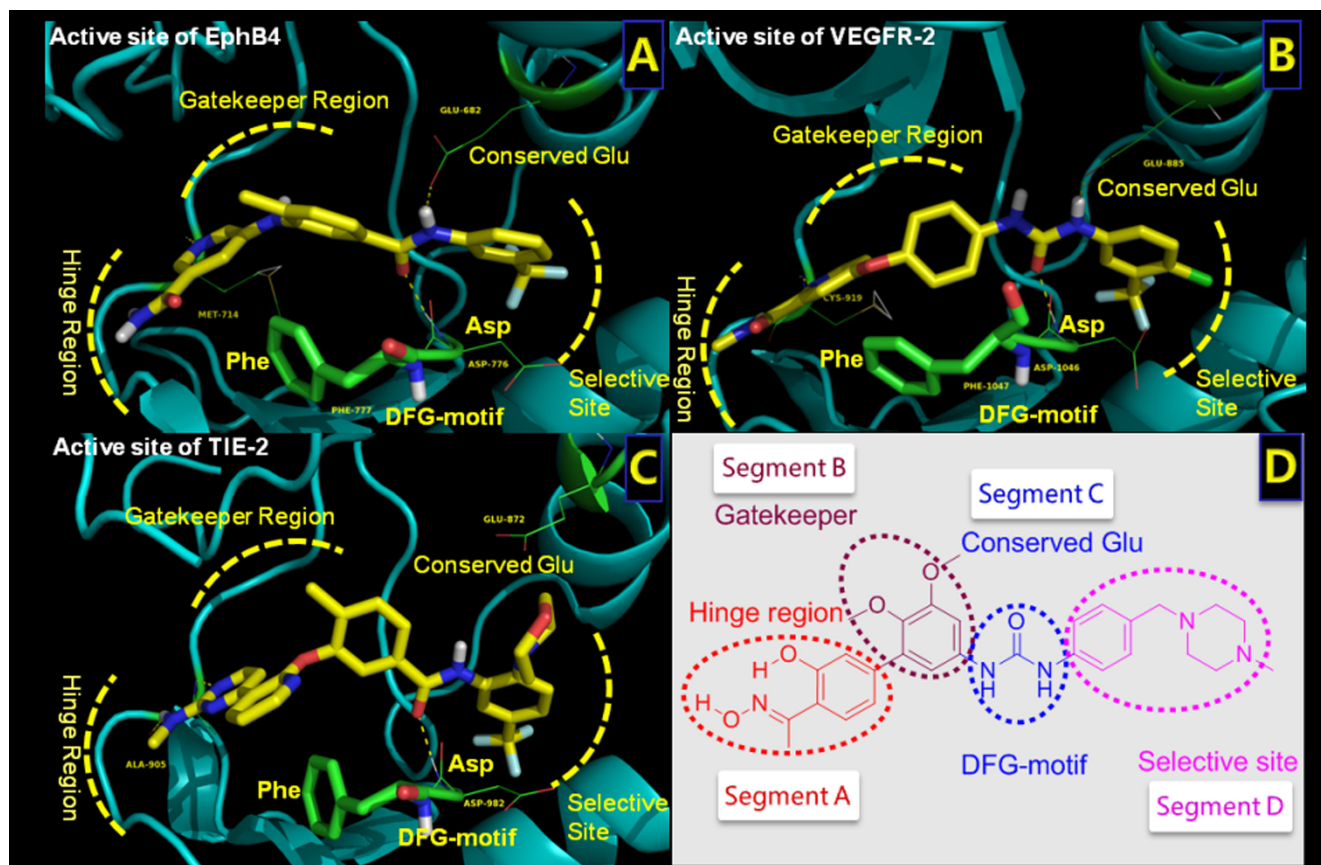 Active site of EphB4
A
Gatekeeper Region
GLU-682
Conserved Glu
Hinge Region
MET-714
Phe
Asp
ASP-776
PHE-777
DFG-motif
Selective
Site
Active site of VEGFR-2
B
Gatekeeper Region
GLU-885
Conserved Glu
Hinge Region
CYS-919
Phe
Asp
ASP-1046
PHE-1047
DFG-motif
Selective
Site
Active site of TIE-2
C
Gatekeeper Region
GLU-872
Conserved Glu
Hinge Region
ALA-905
Phe
Asp
ASP-982
DFG-motif
Selective
Site
D
Segment B
Gatekeeper
Segment C
Conserved Glu
Hinge region
O
O
O
H
O
N
H
O
N
H
N
H
N
N
DFG-motif
Selective site
Segment A
Segment D